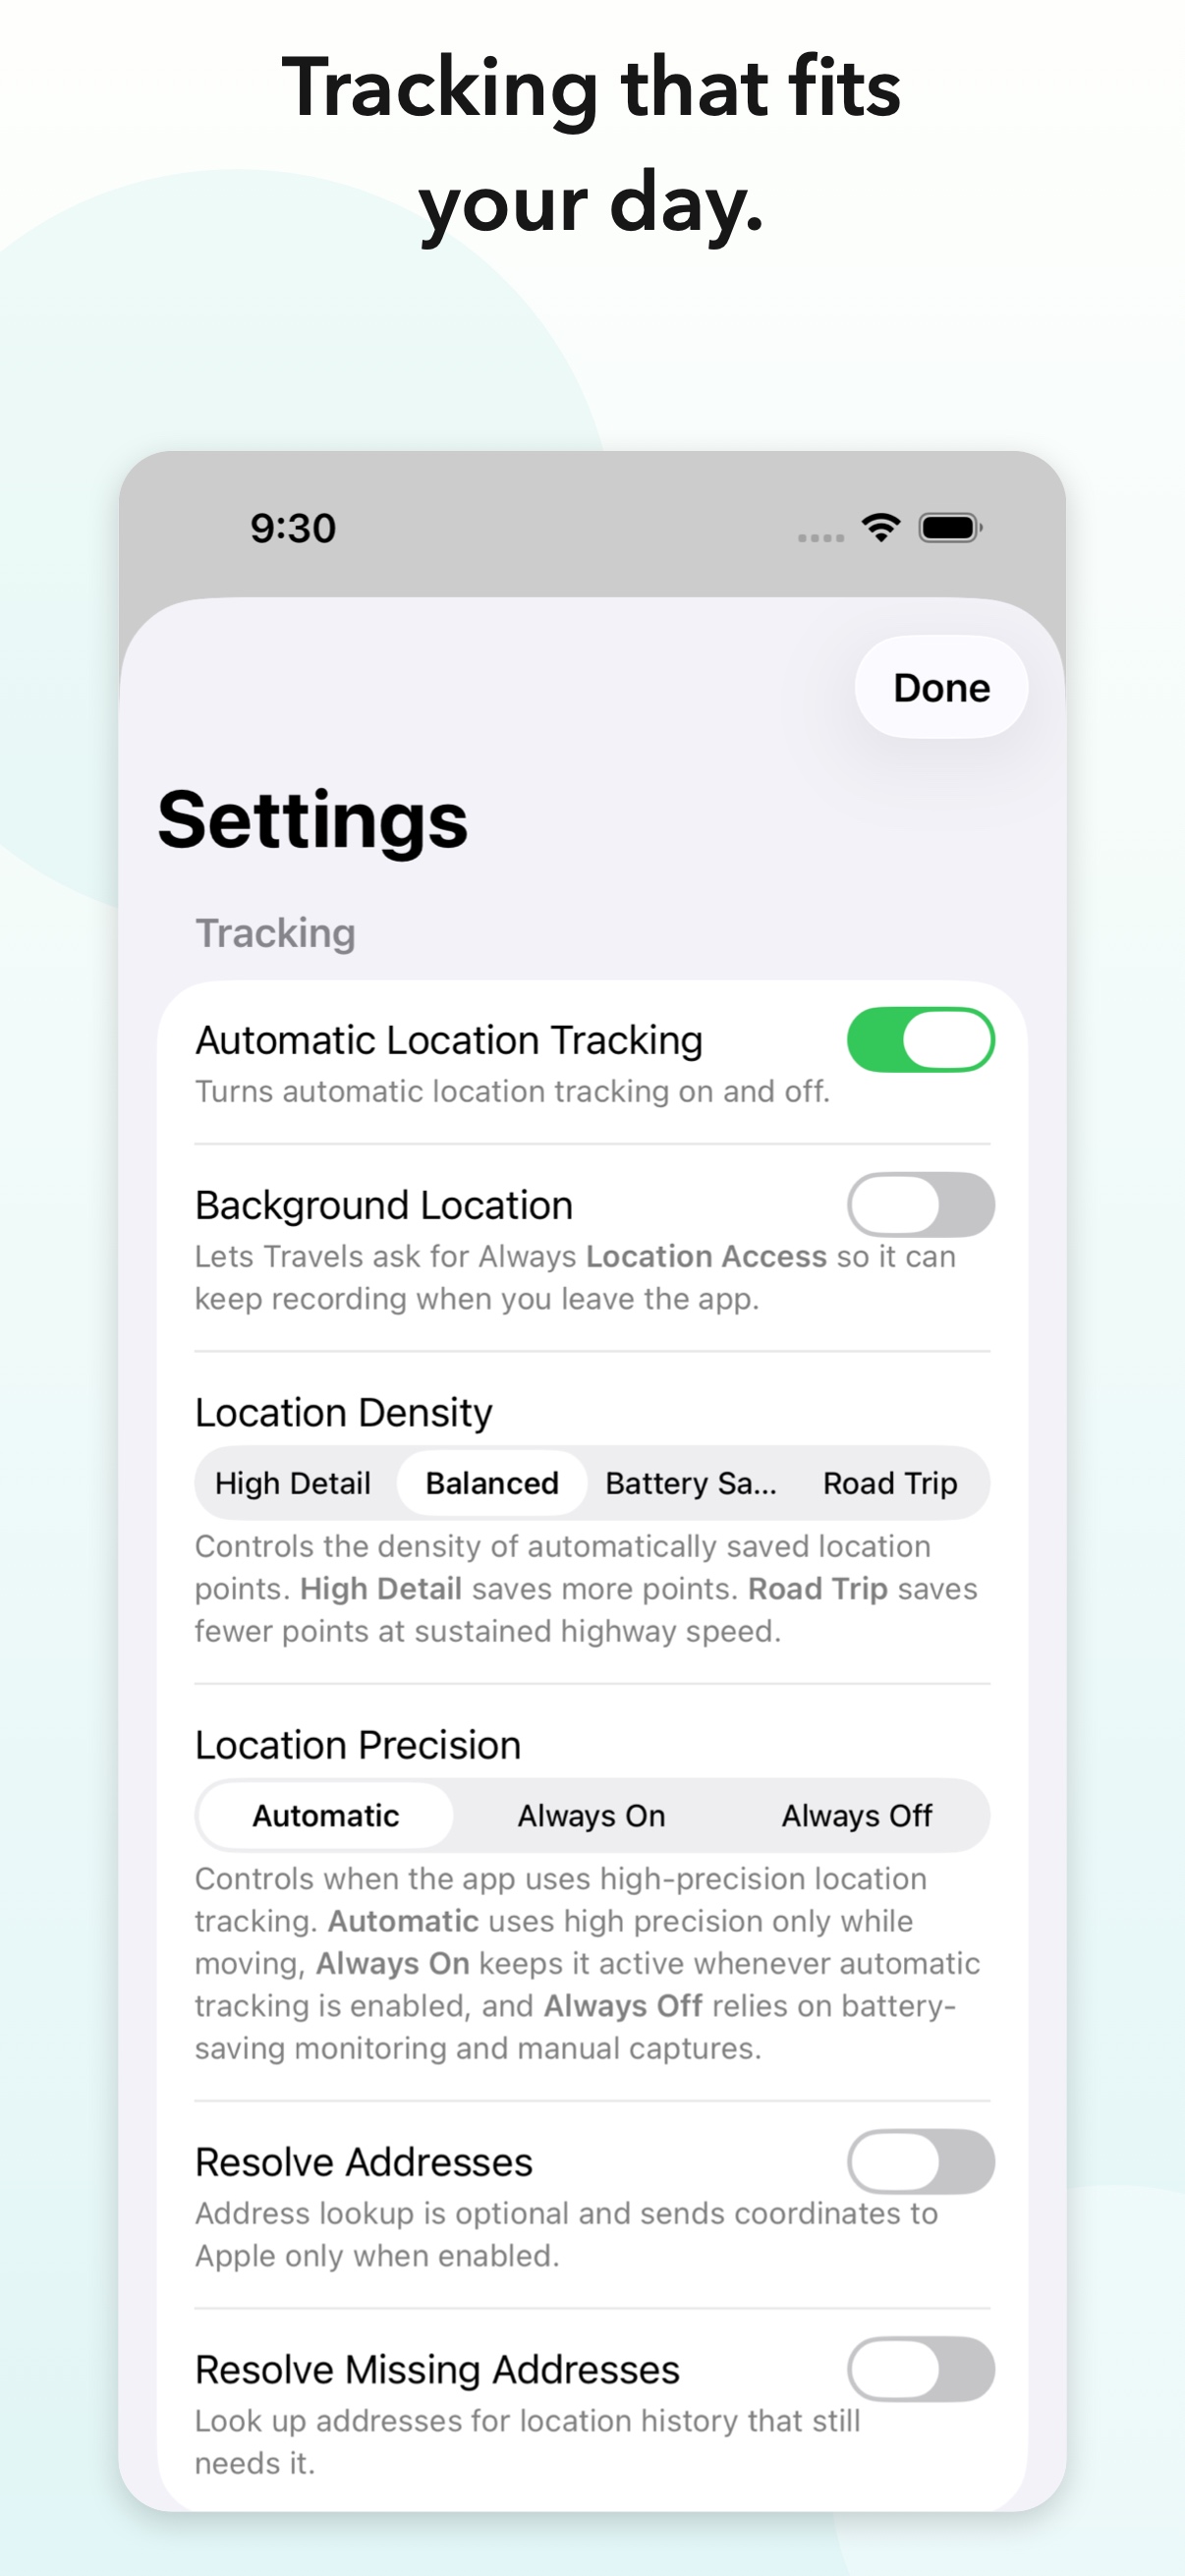 Tracking that fits
your day.
9:30
Done
Settings
Tracking
Automatic Location Tracking
Turns automatic location tracking on and off.
Background Location
Lets Travels ask for Always Location Access so it can
keep recording when you leave the app.
Location Density
High Detail Balanced Battery Sa... Road Trip
Controls the density of automatically saved location
points. High Detail saves more points. Road Trip saves
fewer points at sustained highway speed.
Location Precision
Automatic Always On Always Off
Controls when the app uses high-precision location
tracking. Automatic uses high precision only while
moving, Always On keeps it active whenever automatic
tracking is enabled, and Always Off relies on battery-
saving monitoring and manual captures.
Resolve Addresses
Address lookup is optional and sends coordinates to
Apple only when enabled.
Resolve Missing Addresses
Look up addresses for location history that still
needs it.